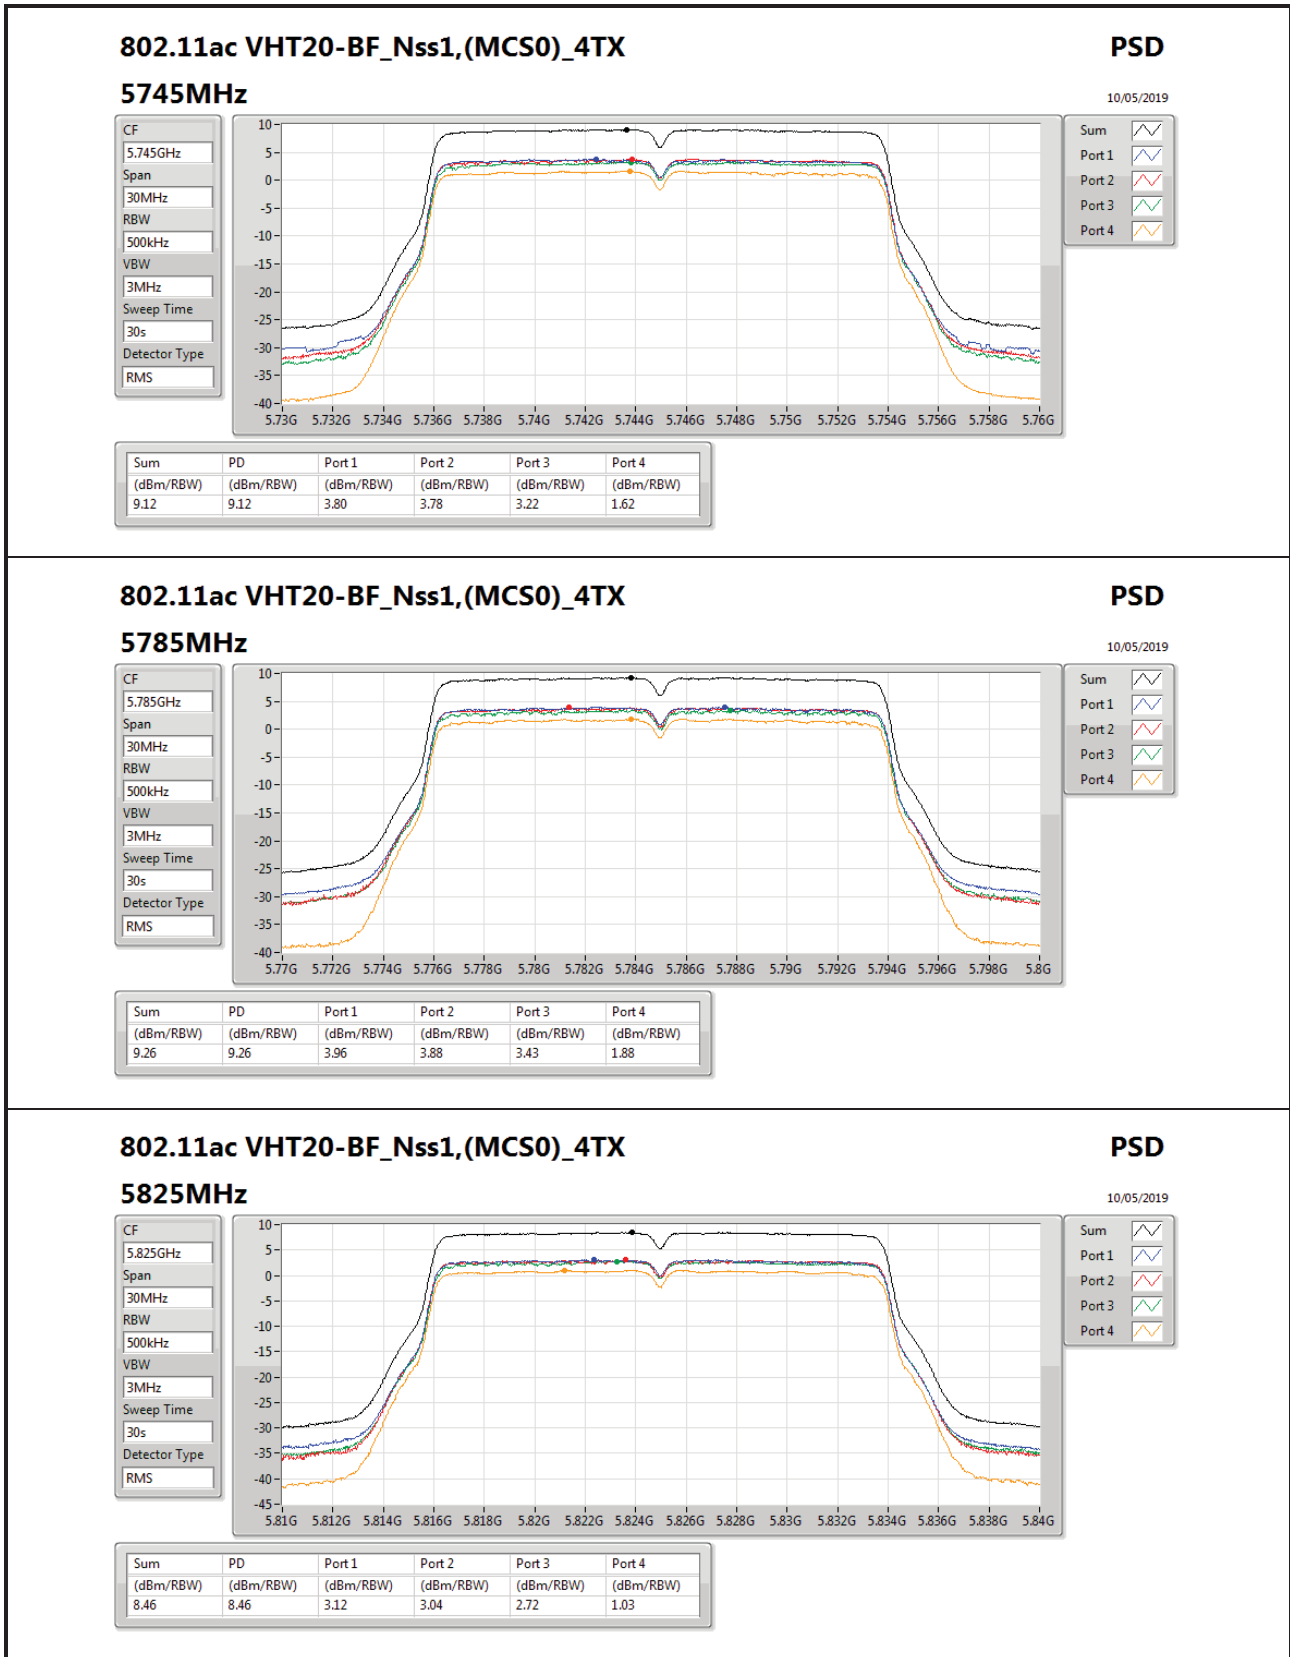 802.11ac VHT20-BF_Nss1,(MCS0)_4TX PSD
5745MHz 10/05/2019
CF
5.745GHz
Span
30MHz
RBW
500kHz
VBW
3MHz
Sweep Time
30s
Detector Type
RMS
10
5
0
-5
-10
-15
-20
-25
-30
-35
-40
5.73G 5.732G 5.734G 5.736G 5.738G 5.74G 5.742G 5.744G 5.746G 5.748G 5.75G 5.752G 5.754G 5.756G 5.758G 5.76G
Sum
Port 1
Port 2
Port 3
Port 4
Sum PD Port 1 Port 2 Port 3 Port 4
(dBm/RBW) (dBm/RBW) (dBm/RBW) (dBm/RBW) (dBm/RBW) (dBm/RBW)
9.12 9.12 3.80 3.78 3.22 1.62
802.11ac VHT20-BF_Nss1,(MCS0)_4TX PSD
5785MHz 10/05/2019
CF
5.785GHz
Span
30MHz
RBW
500kHz
VBW
3MHz
Sweep Time
30s
Detector Type
RMS
10
5
0
-5
-10
-15
-20
-25
-30
-35
-40
5.77G 5.772G 5.774G 5.776G 5.778G 5.78G 5.782G 5.784G 5.786G 5.788G 5.79G 5.792G 5.794G 5.796G 5.798G 5.8G
Sum
Port 1
Port 2
Port 3
Port 4
Sum PD Port 1 Port 2 Port 3 Port 4
(dBm/RBW) (dBm/RBW) (dBm/RBW) (dBm/RBW) (dBm/RBW) (dBm/RBW)
9.26 9.26 3.96 3.88 3.43 1.88
802.11ac VHT20-BF_Nss1,(MCS0)_4TX PSD
5825MHz 10/05/2019
CF
5.825GHz
Span
30MHz
RBW
500kHz
VBW
3MHz
Sweep Time
30s
Detector Type
RMS
10
5
0
-5
-10
-15
-20
-25
-30
-35
-40
-45
5.81G 5.812G 5.814G 5.816G 5.818G 5.82G 5.822G 5.824G 5.826G 5.828G 5.83G 5.832G 5.834G 5.836G 5.838G 5.84G
Sum
Port 1
Port 2
Port 3
Port 4
Sum PD Port 1 Port 2 Port 3 Port 4
(dBm/RBW) (dBm/RBW) (dBm/RBW) (dBm/RBW) (dBm/RBW) (dBm/RBW)
8.46 8.46 3.12 3.04 2.72 1.03